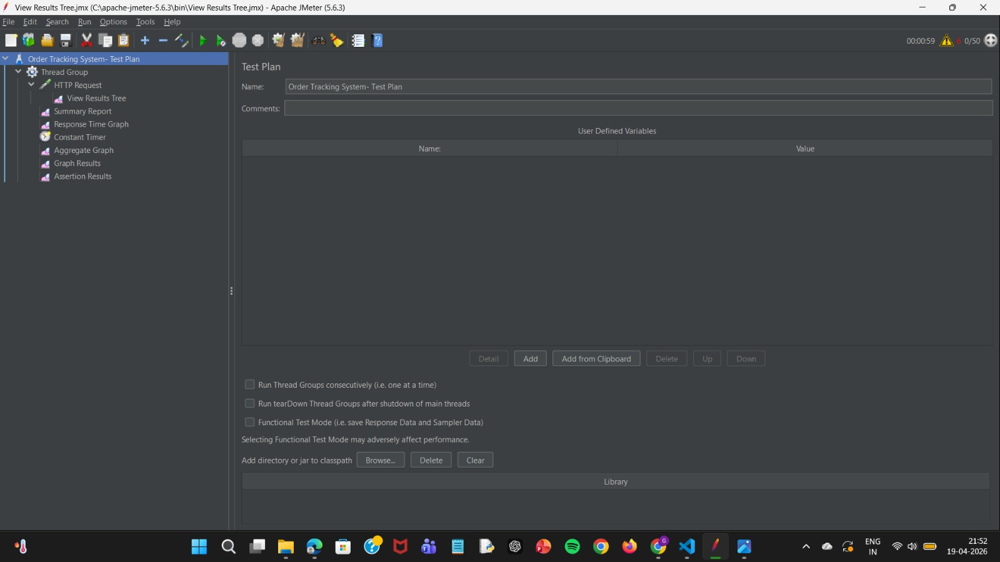 View Results Tree.jmx (C:\apache-jmeter-5.6.3\bin\View Results Tree.jmx) - Apache JMeter (5.6.3)
File Edit Search Run Options Tools Help
00:00:59 6 0/50
Order Tracking System- Test Plan
Thread Group
HTTP Request
View Results Tree
Summary Report
Response Time Graph
Constant Timer
Aggregate Graph
Graph Results
Assertion Results
Test Plan
Name: Order Tracking System- Test Plan
Comments:
User Defined Variables
Name: Value
Detail Add Add from Clipboard Delete Up Down
Run Thread Groups consecutively (i.e. one at a time)
Run tearDown Thread Groups after shutdown of main threads
Functional Test Mode (i.e. save Response Data and Sampler Data)
Selecting Functional Test Mode may adversely affect performance.
Add directory or jar to classpath Browse... Delete Clear
Library
ENG
IN
21:52
19-04-2026